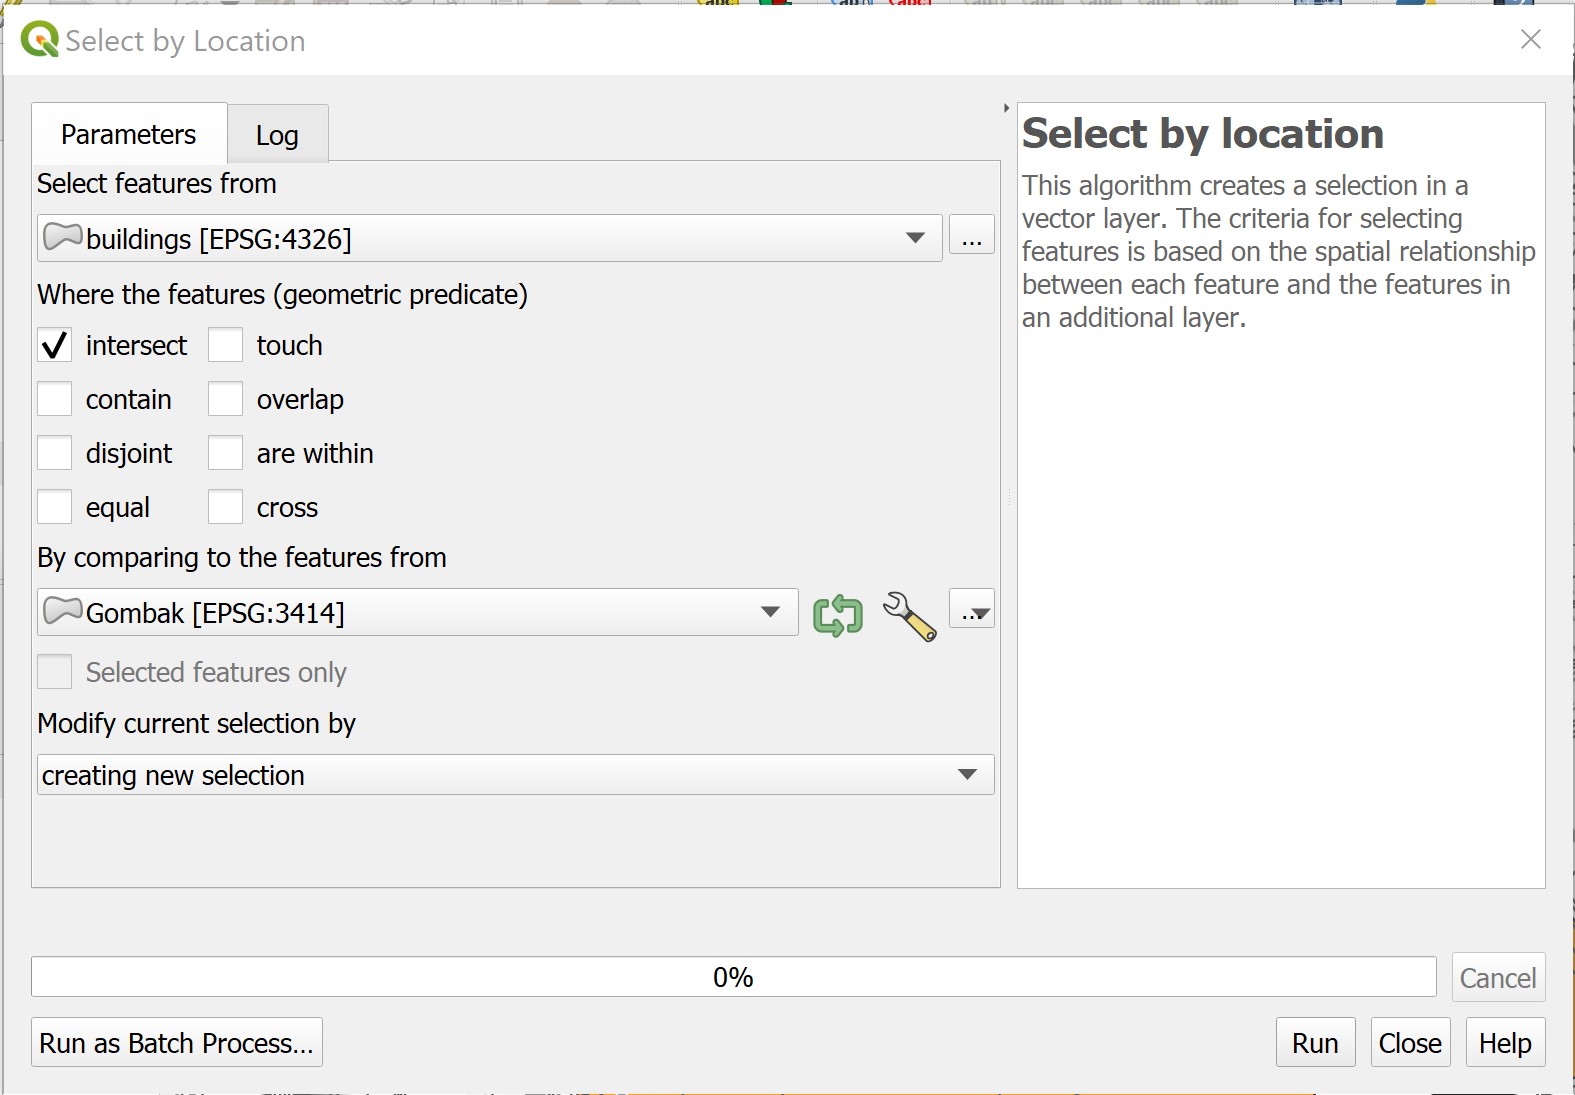 Select by Location
Parameters
Log
Select features from
buildings [EPSG:4326]
...
Where the features (geometric predicate)
intersect
touch
contain
overlap
disjoint
are within
equal
cross
By comparing to the features from
Gombak [EPSG:3414]
...
Selected features only
Modify current selection by
creating new selection
Select by location
This algorithm creates a selection in a
vector layer. The criteria for selecting
features is based on the spatial relationship
between each feature and the features in
an additional layer.
0%
Cancel
Run as Batch Process...
Run
Close
Help